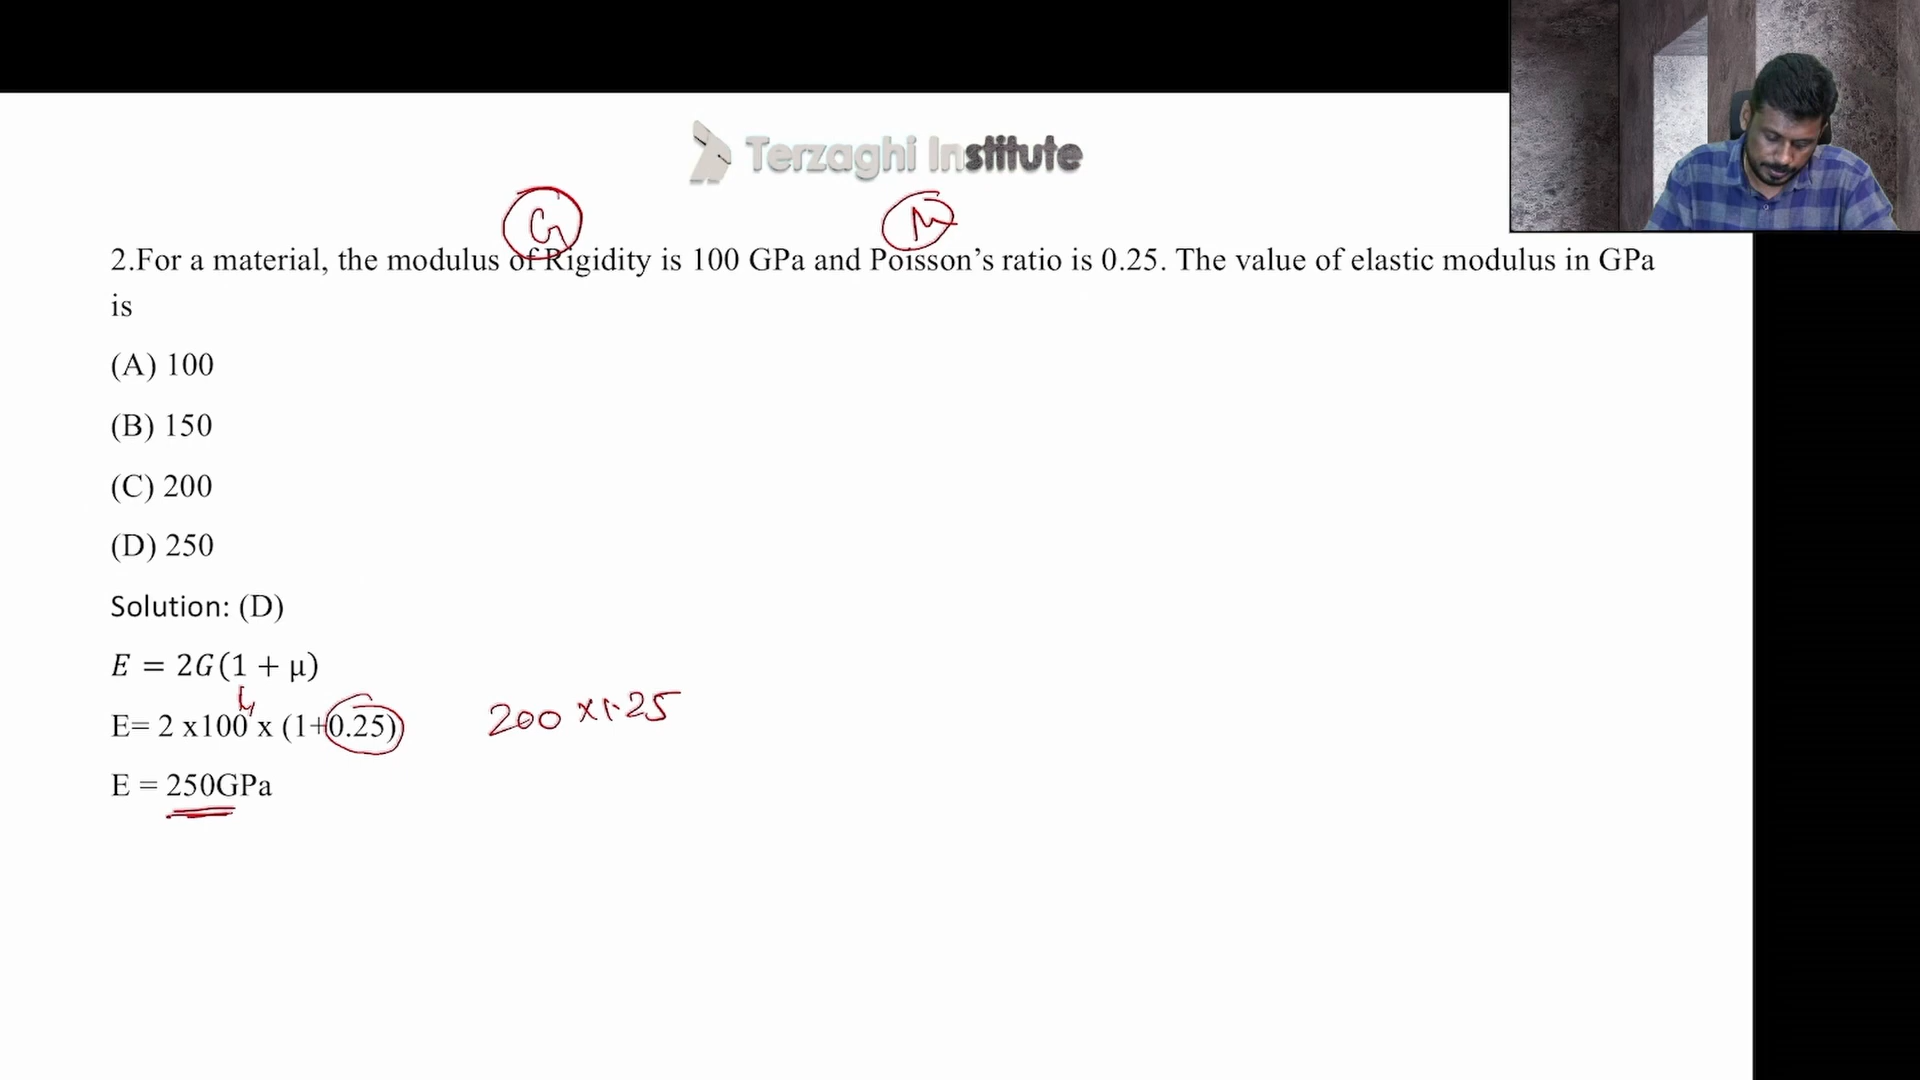 Terzaghi Institute
G
μ
2.For a material, the modulus of Rigidity is 100 GPa and Poisson’s ratio is 0.25. The value of elastic modulus in GPa
is
(A) 100
(B) 150
(C) 200
(D) 250
Solution: (D)
E = 2G(1 + μ)
E= 2 x100 x (1+0.25)
200 x1.25
E = 250GPa